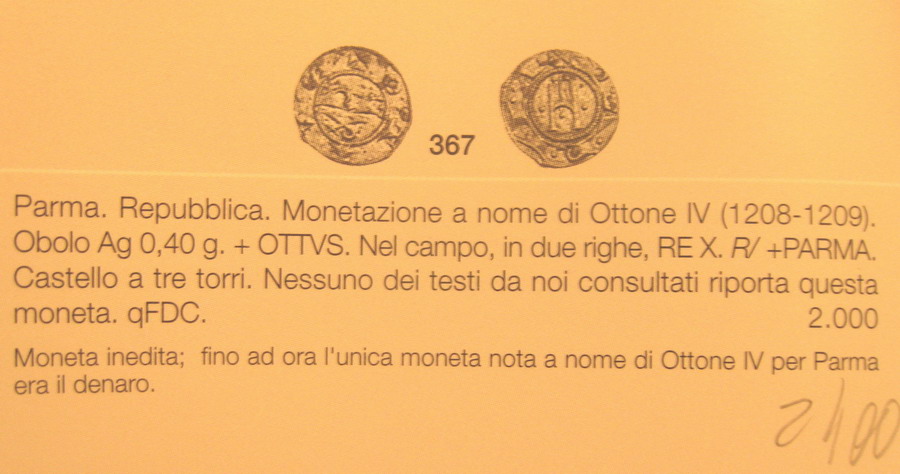 367
Parma. Repubblica. Monetazione a nome di Ottone IV (1208-1209).
Obolo Ag 0,40 g. + OTTVS. Nel campo, in due righe, RE X. R/ +PARMA.
Castello a tre torri. Nessuno dei testi da noi consultati riporta questa
moneta. qFDC. 2.000
Moneta inedita; fino ad ora l'unica moneta nota a nome di Ottone IV per Parma
era il denaro.